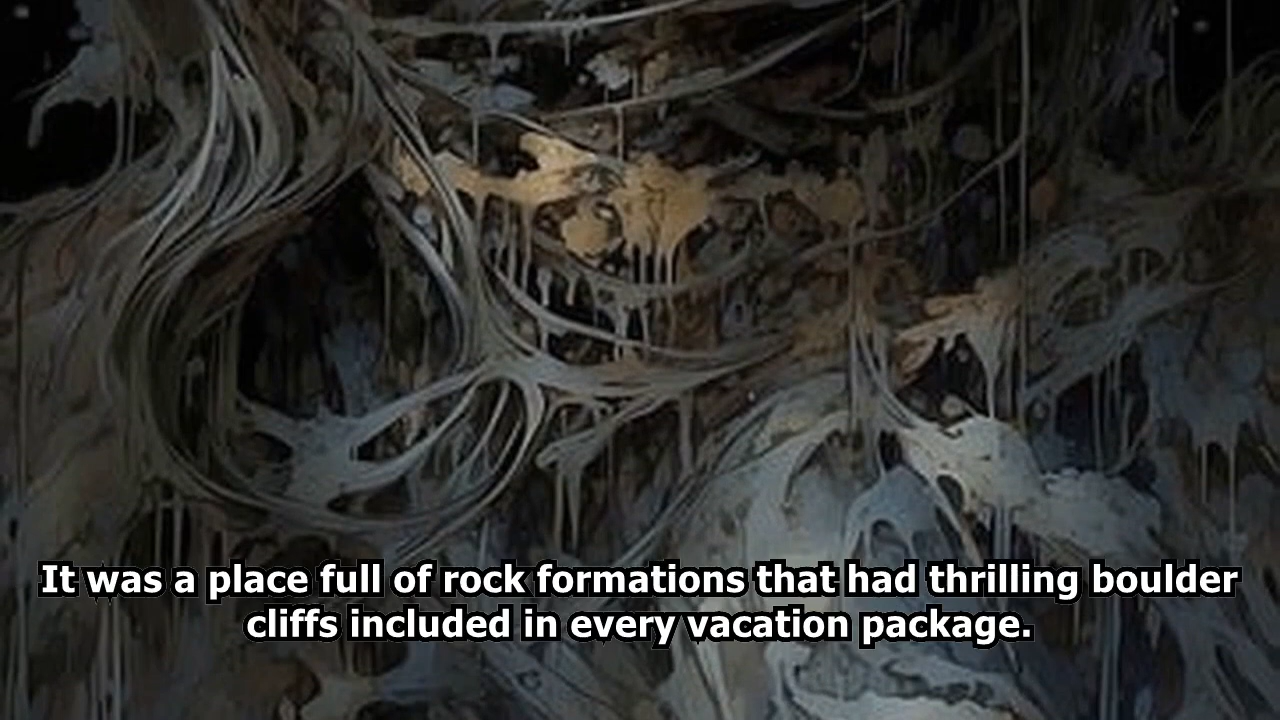 It was a place full of rock formations that had thrilling boulder
cliffs included in every vacation package.